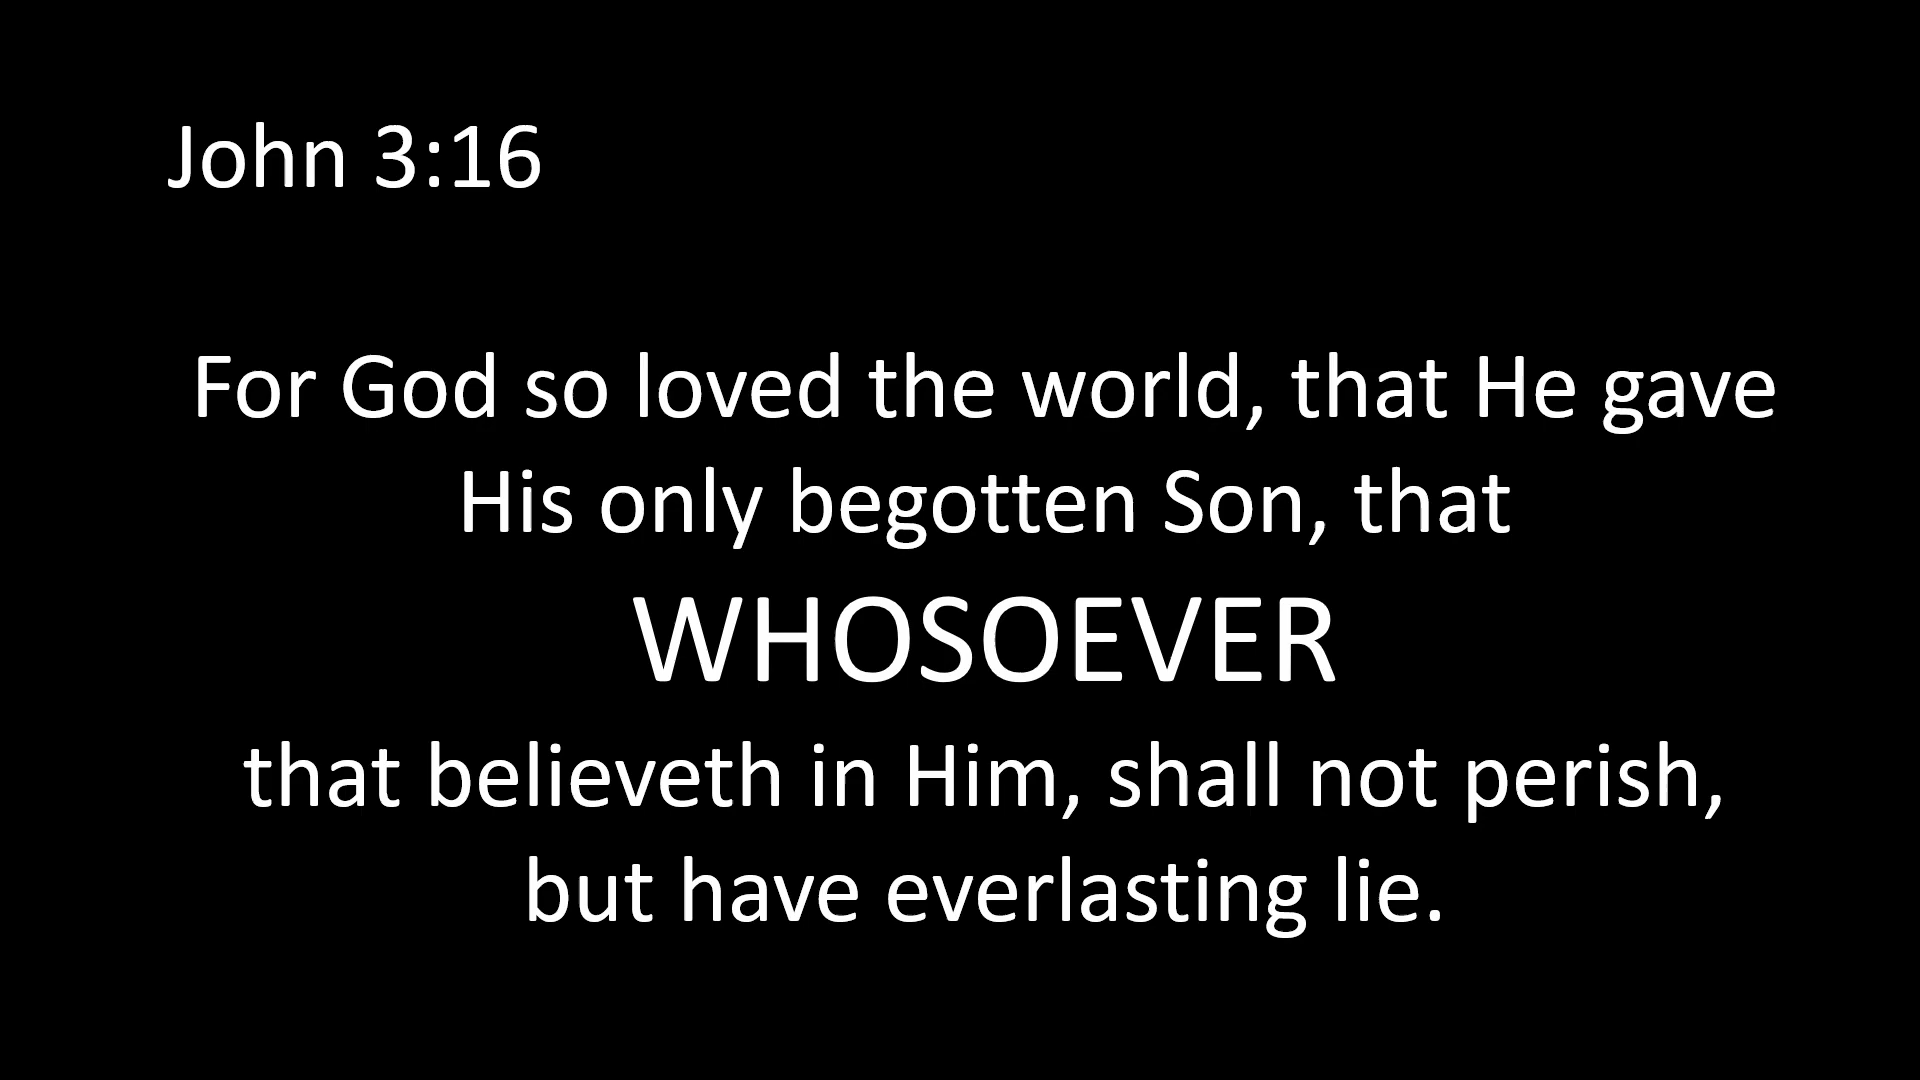 John 3:16
For God so loved the world, that He gave
His only begotten Son, that
WHOSOEVER
that believeth in Him, shall not perish,
but have everlasting lie.